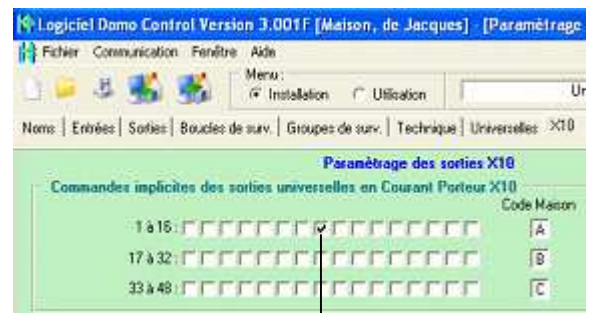 Logiciel Domo Control Version 3.001F [Maison, de Jacques] - [Paramétrage
Fichier Communication Fenêtre Aide
Menu :
Installation Utilisation Un
Noms Entrées Sorties Boucles de surv. Groupes de surv. Technique Universelles X10
Paramètrage des sorties X10
Commandes implicites des sorties universelles en Courant Porteur X10
Code Maison
1 à 16 : A
17 à 32 : B
33 à 48 : C